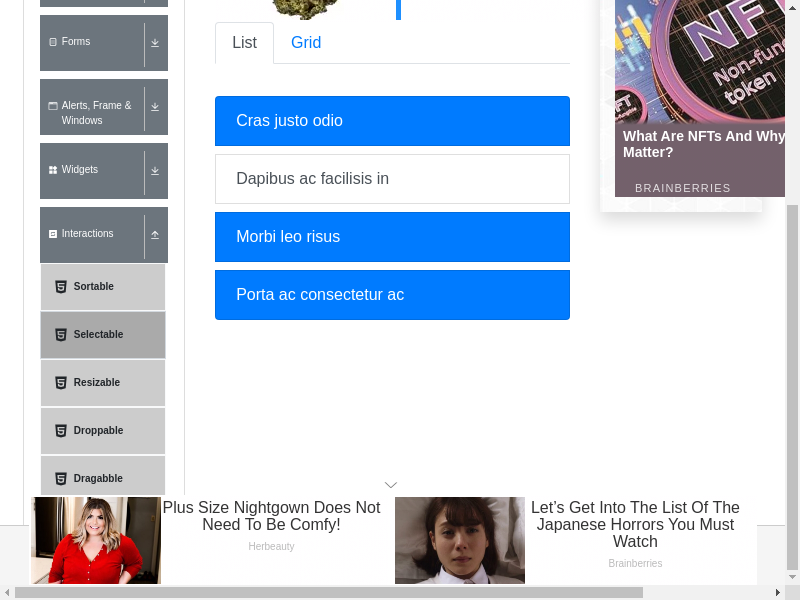 Forms
Alerts, Frame &
Windows
Widgets
Interactions
Sortable
Selectable
Resizable
Droppable
Dragabble
List
Grid
Cras justo odio
Dapibus ac facilisis in
Morbi leo risus
Porta ac consectetur ac
NFT
Non-fun
token
What Are NFTs And Why
Matter?
BRAINBERRIES
Plus Size Nightgown Does Not
Need To Be Comfy!
Herbeauty
Let’s Get Into The List Of The
Japanese Horrors You Must
Watch
Brainberries